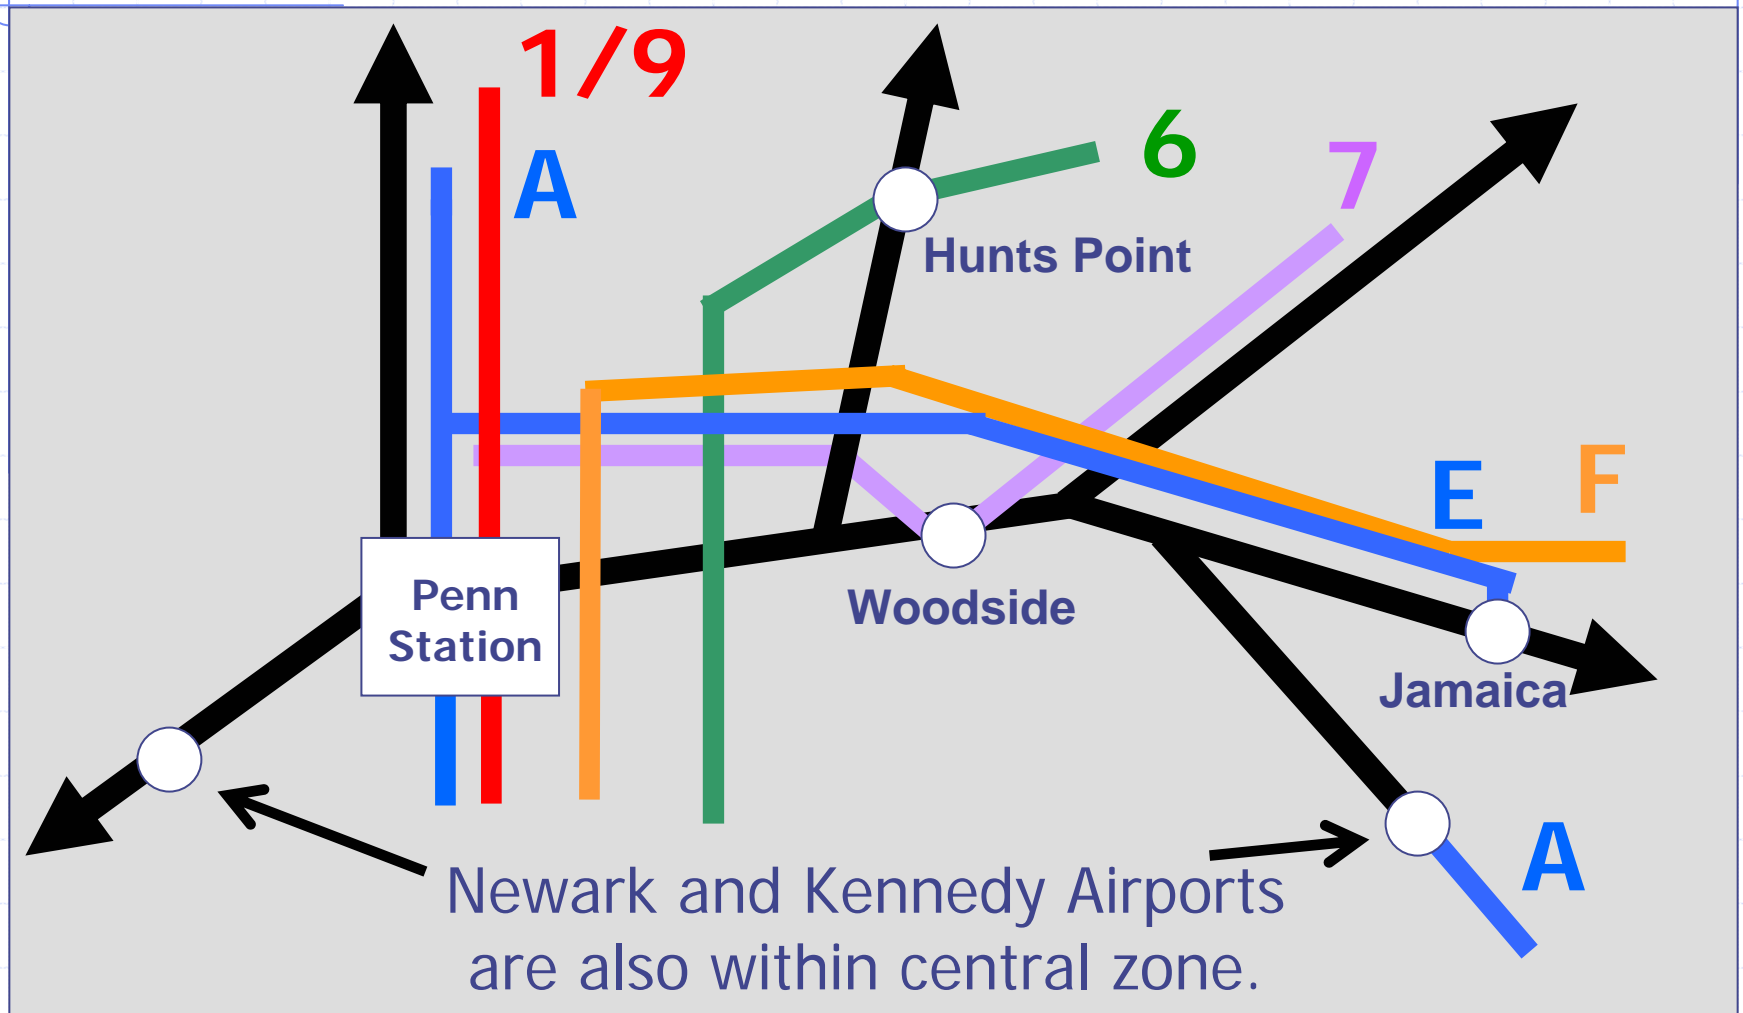 1/9
A
6
7
Hunts Point
E
F
Penn
Station
Woodside
Jamaica
A
Newark and Kennedy Airports
are also within central zone.